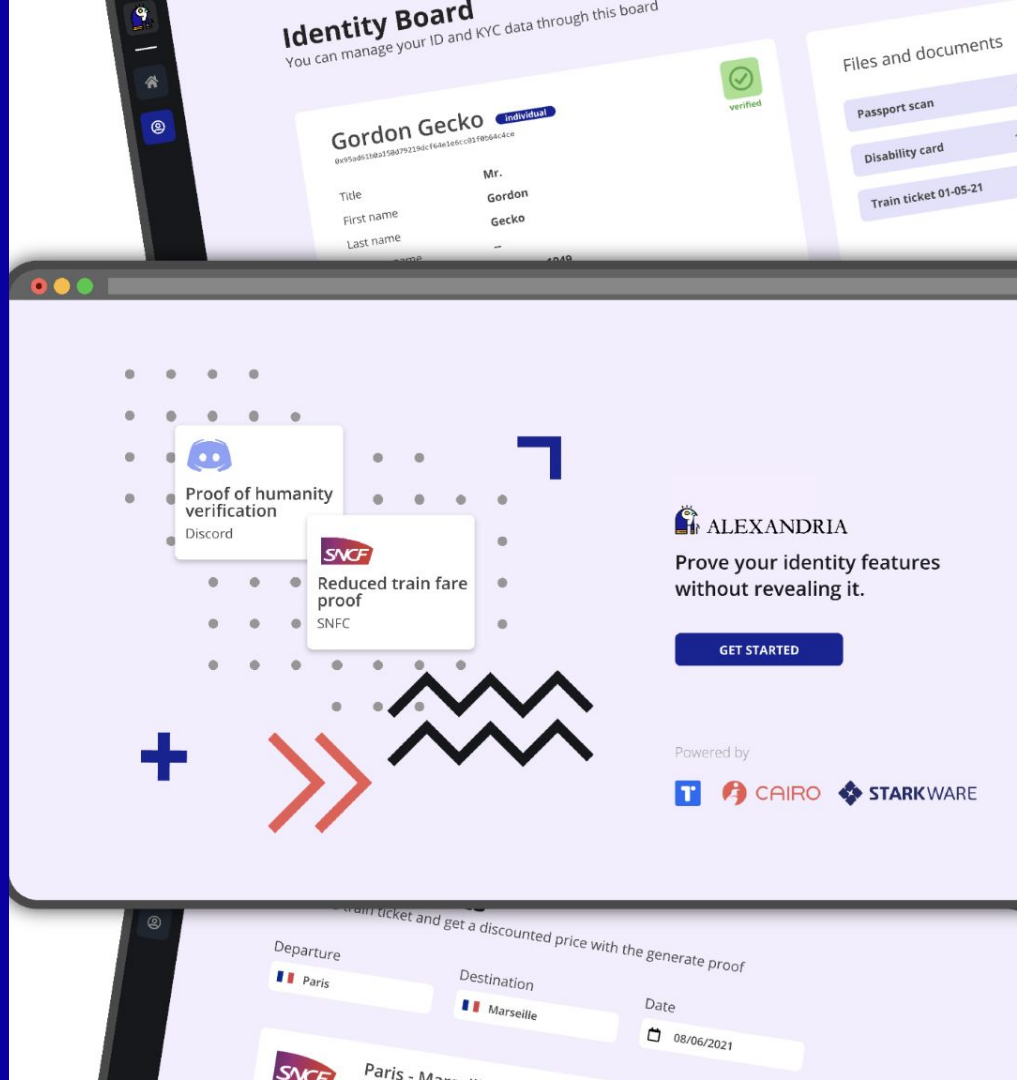 Identity Board
You can manage your ID and KYC data through this board
Gordon Gecko individual
verified
Title Mr.
First name Gordon
Last name Gecko
--
Files and documents
Passport scan
Disability card
Train ticket 01-05-21
Proof of humanity
verification
Discord
SNCF
Reduced train fare
proof
SNFC
ALEXANDRIA
Prove your identity features
without revealing it.
GET STARTED
Powered by
T CAIRO STARKWARE
train ticket and get a discounted price with the generate proof
Departure
Paris
Destination
Marseille
Date
08/06/2021
SNCF
Paris -